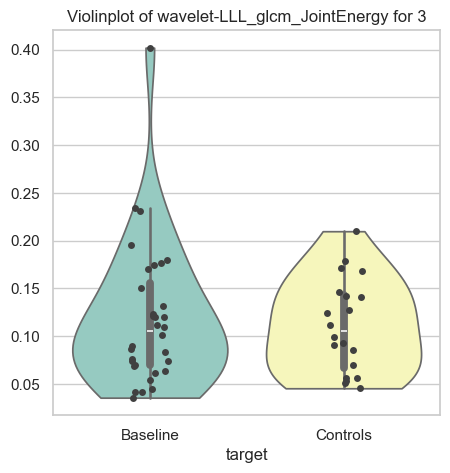 Violinplot of wavelet-LLL_glcm_JointEnergy for 3
0.40
0.35
0.30
0.25
0.20
0.15
0.10
0.05
Baseline
Controls
target